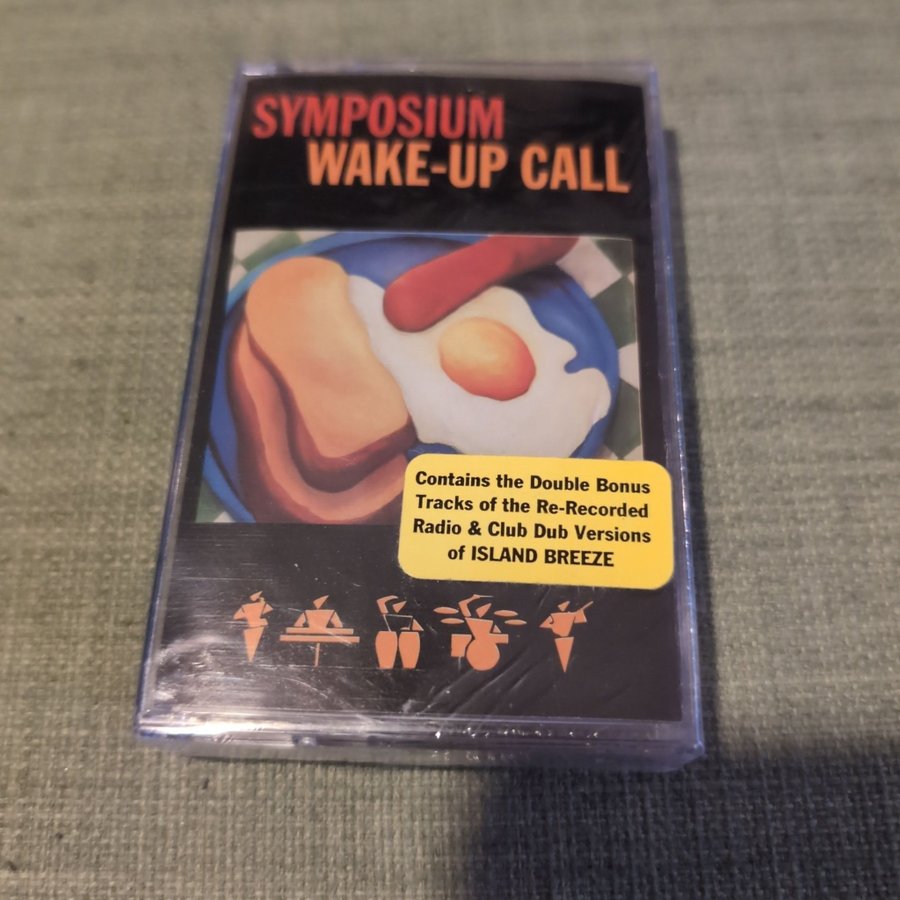 SYMPOSIUM
WAKE-UP CALL
Contains the Double Bonus
Tracks of the Re-Recorded
Radio & Club Dub Versions
of ISLAND BREEZE